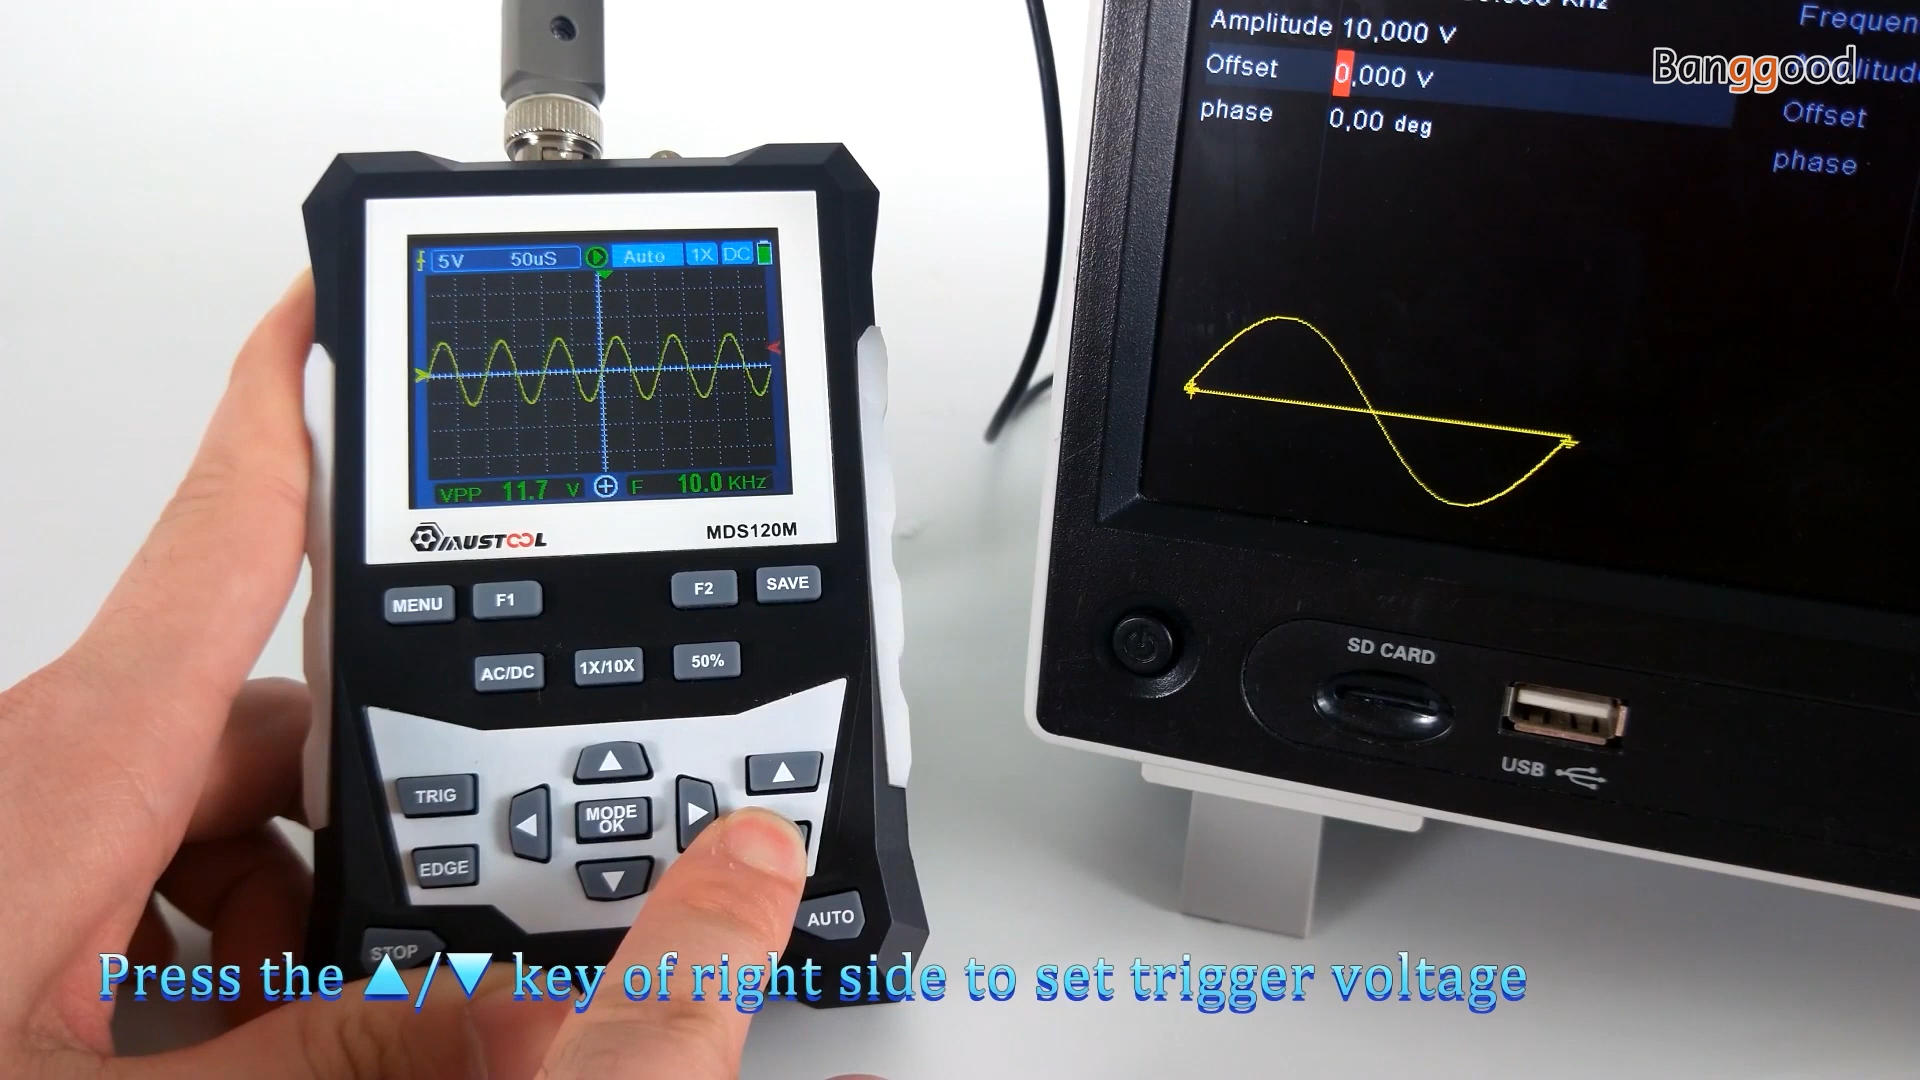 Amplitude 10,000 V
Offset 0,000 V
phase 0,00 deg
Offset
phase
Banggood
5V 50uS Auto 1X DC
VPP 11.7 V F 10.0 KHz
MAUSTOOL MDS120M
MENU F1 F2 SAVE
AC/DC 1X/10X 50%
TRIG MODE OK
EDGE
STOP AUTO
SD CARD
USB
Press the ▲/▼ key of right side to set trigger voltage